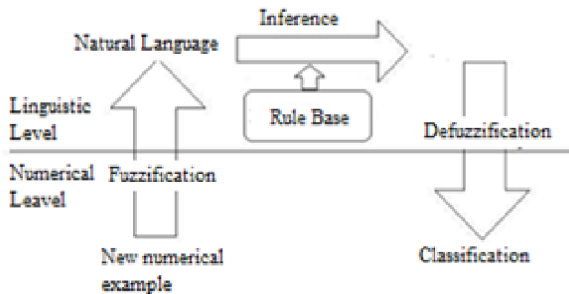 Inference
Natural Language
Rule Base
Linguistic
Level
Defuzzification
Numerical
Leavel
Fuzzification
New numerical
example
Classification